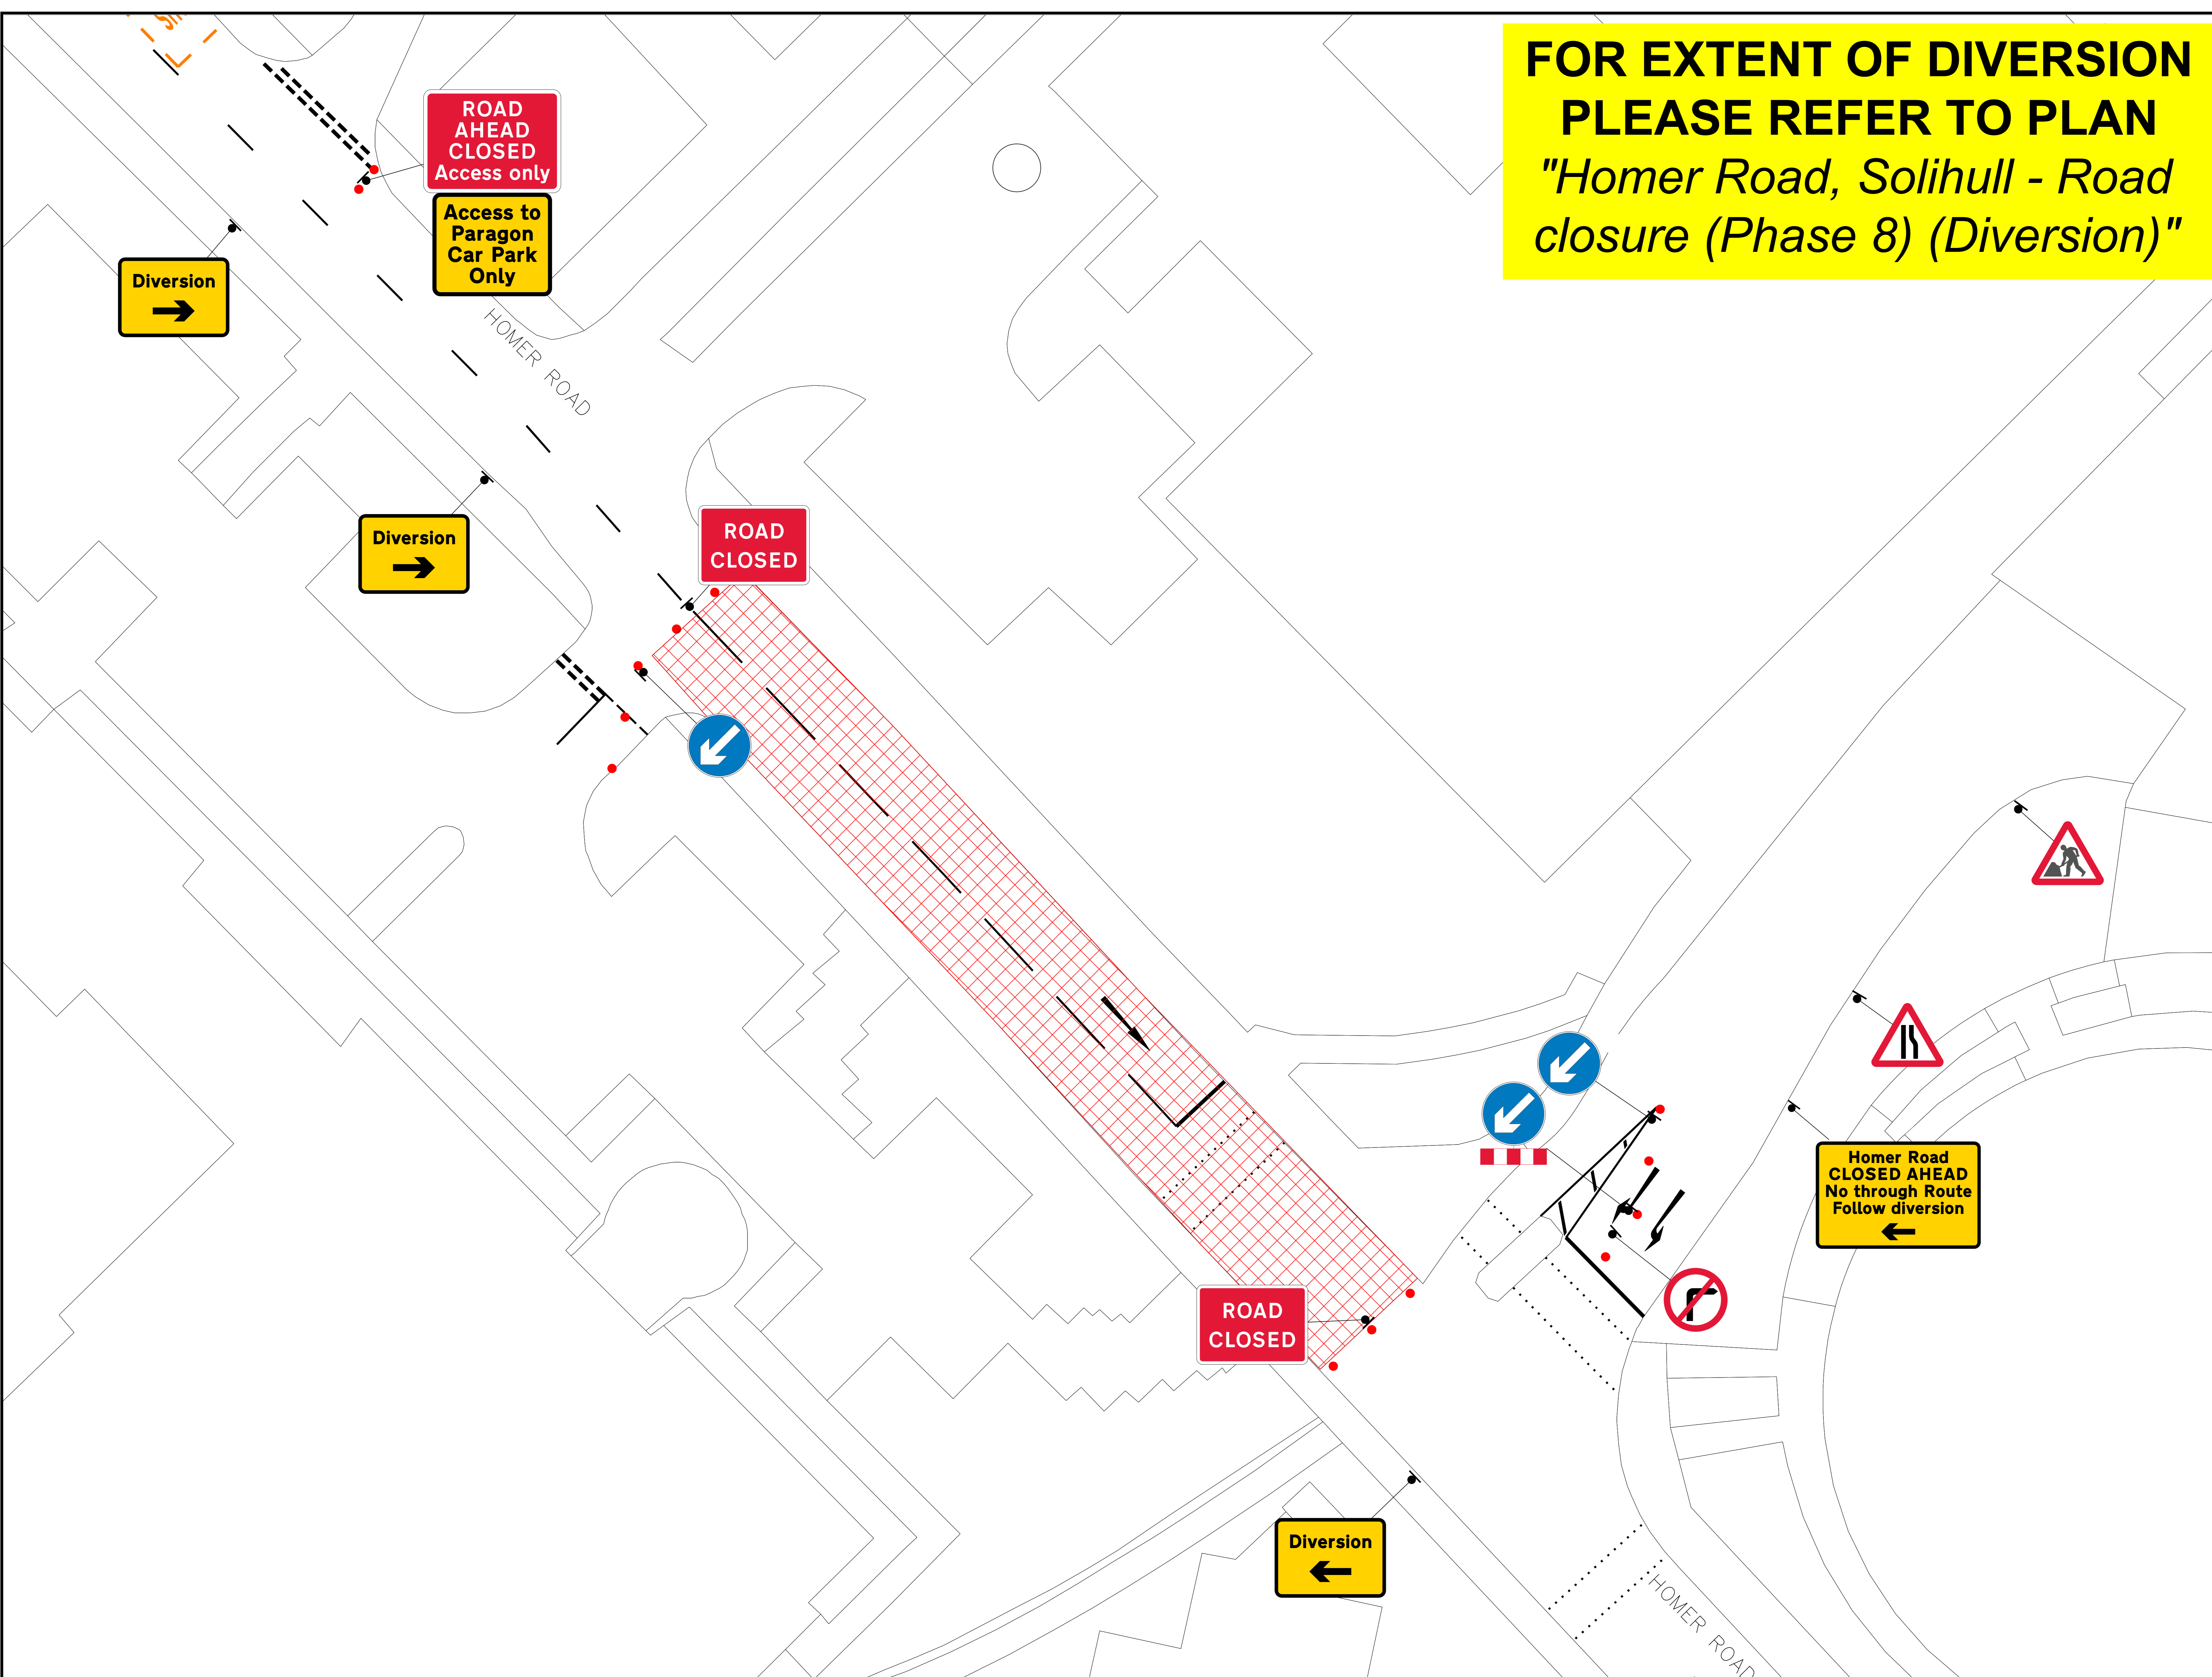 FOR EXTENT OF DIVERSION
PLEASE REFER TO PLAN
"Homer Road, Solihull - Road
closure (Phase 8) (Diversion)"
ROAD
AHEAD
CLOSED
Access only
Access to
Paragon
Car Park
Only
Diversion
HOMER ROAD
Diversion
ROAD
CLOSED
Homer Road
CLOSED AHEAD
No through Route
Follow diversion
ROAD
CLOSED
Diversion
HOMER ROAD